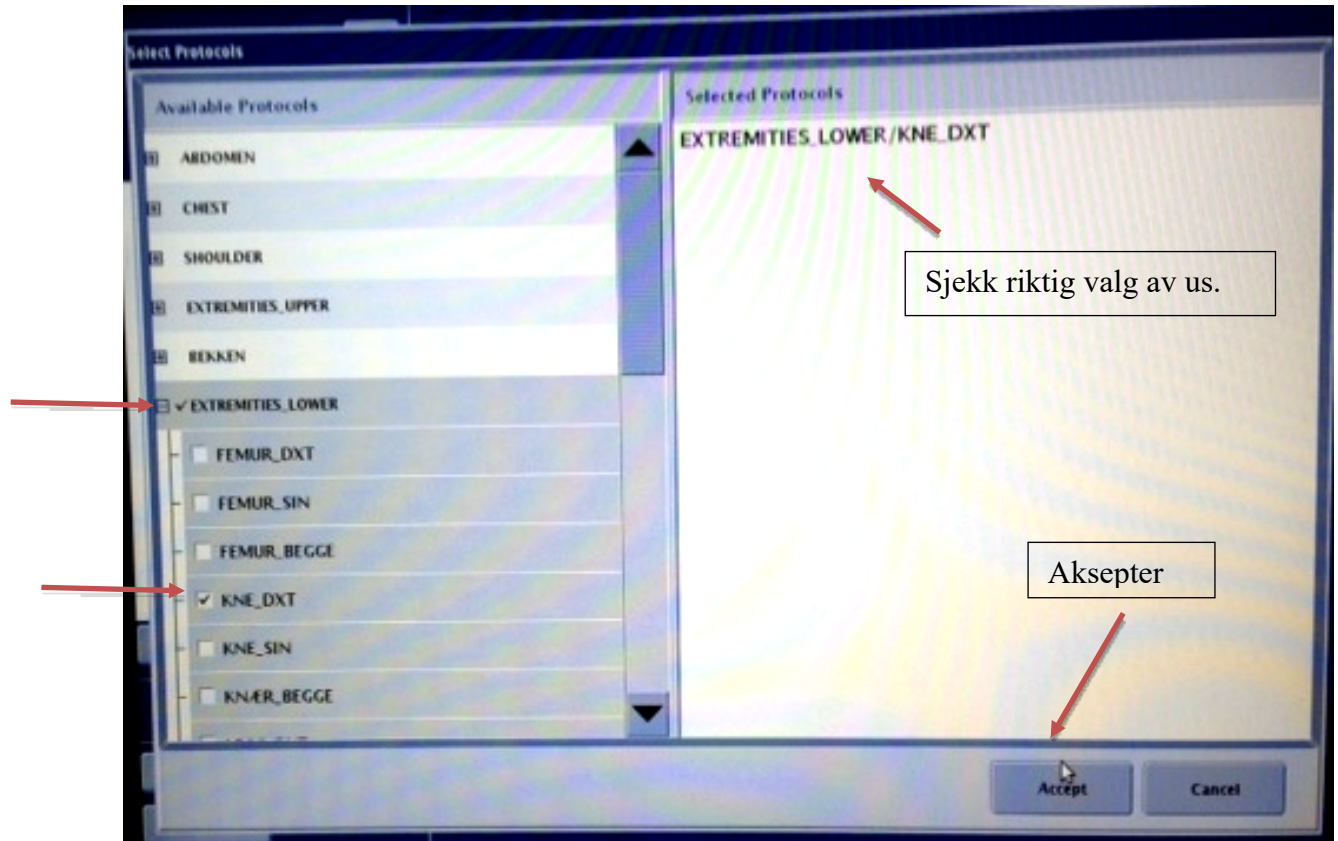 Select Protocols
Available Protocols
ABDOMEN
CHEST
SHOULDER
EXTREMITIES_UPPER
BEKKEN
EXTREMITIES_LOWER
FEMUR_DXT
FEMUR_SIN
FEMUR_BEGGE
KNE_DXT
KNE_SIN
KNÆR_BEGGE
Selected Protocols
EXTREMITIES_LOWER/KNE_DXT
Sjekk riktig valg av us.
Aksepter
Accept
Cancel